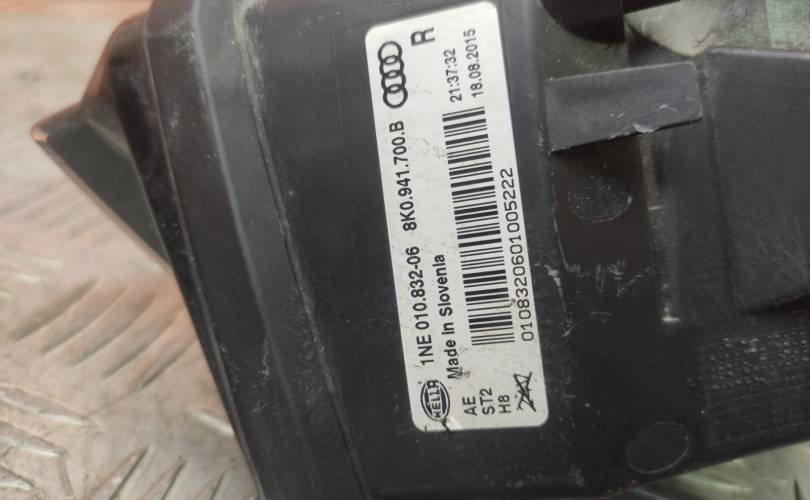 HELLA
1NE 010.832-06 8K0.941.700.B
R
Made in Slovenia
21:37:32
18.08.2015
AE
ST2
H8
0108320601005222